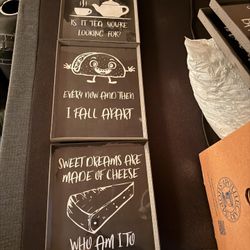 IS IT TEA YOU'RE
LOOKING FOR?
EVERY NOW AND THEN
I FALL APART
SWEET DREAMS ARE
MADE OF CHEESE
WHO AM I TO